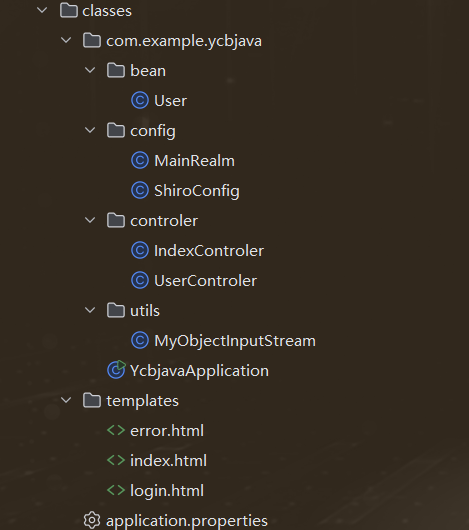 classes
com.example.ycbjava
bean
User
config
MainRealm
ShiroConfig
controler
IndexControler
UserControler
utils
MyObjectInputStream
YcbjavaApplication
templates
error.html
index.html
login.html
application.properties